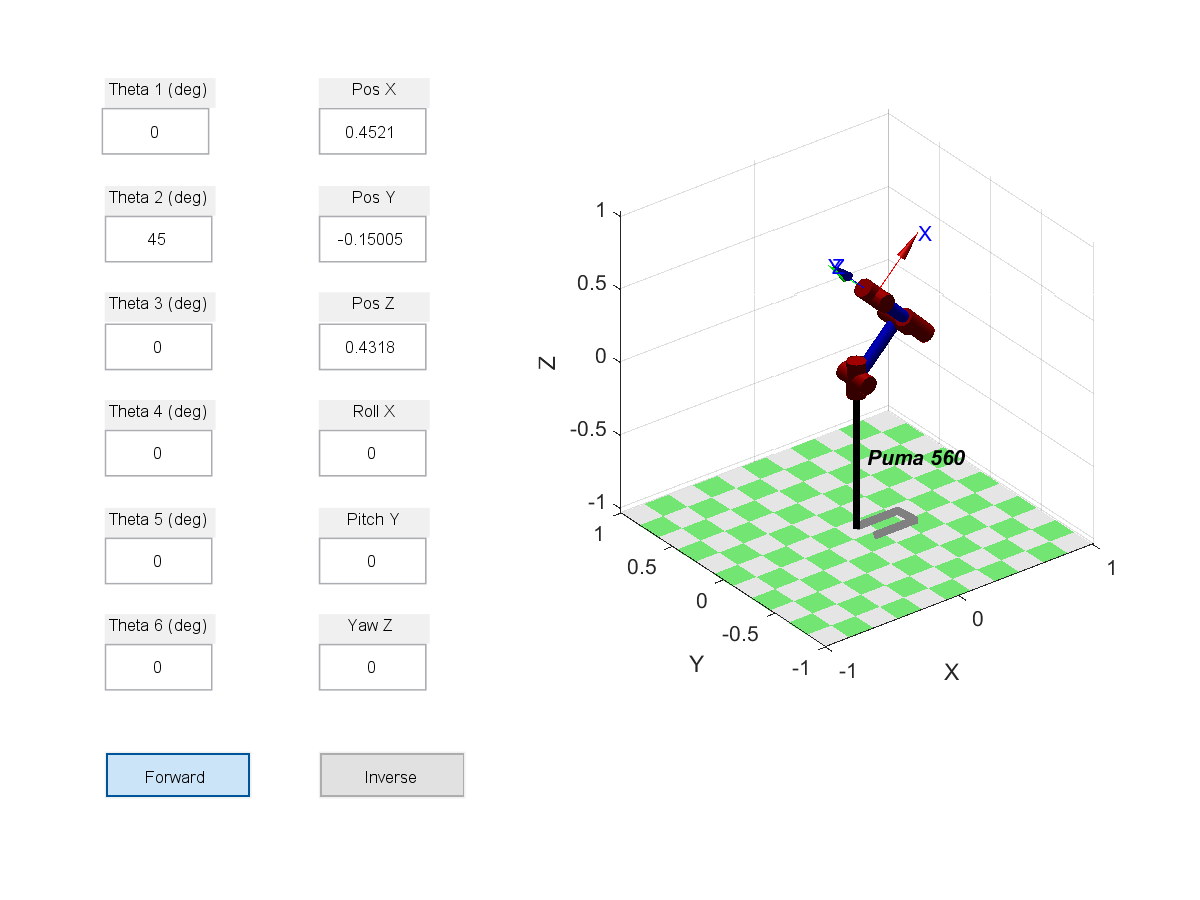 Theta 1 (deg)
0
Pos X
0.4521
Theta 2 (deg)
45
Pos Y
-0.15005
Theta 3 (deg)
0
Pos Z
0.4318
Theta 4 (deg)
0
Roll X
0
Theta 5 (deg)
0
Pitch Y
0
Theta 6 (deg)
0
Yaw Z
0
Forward
Inverse
X
Y
Z
1
0.5
0
-0.5
-1
Z
Puma 560
1
0.5
0
-0.5
-1
Y
-1
0
1
X